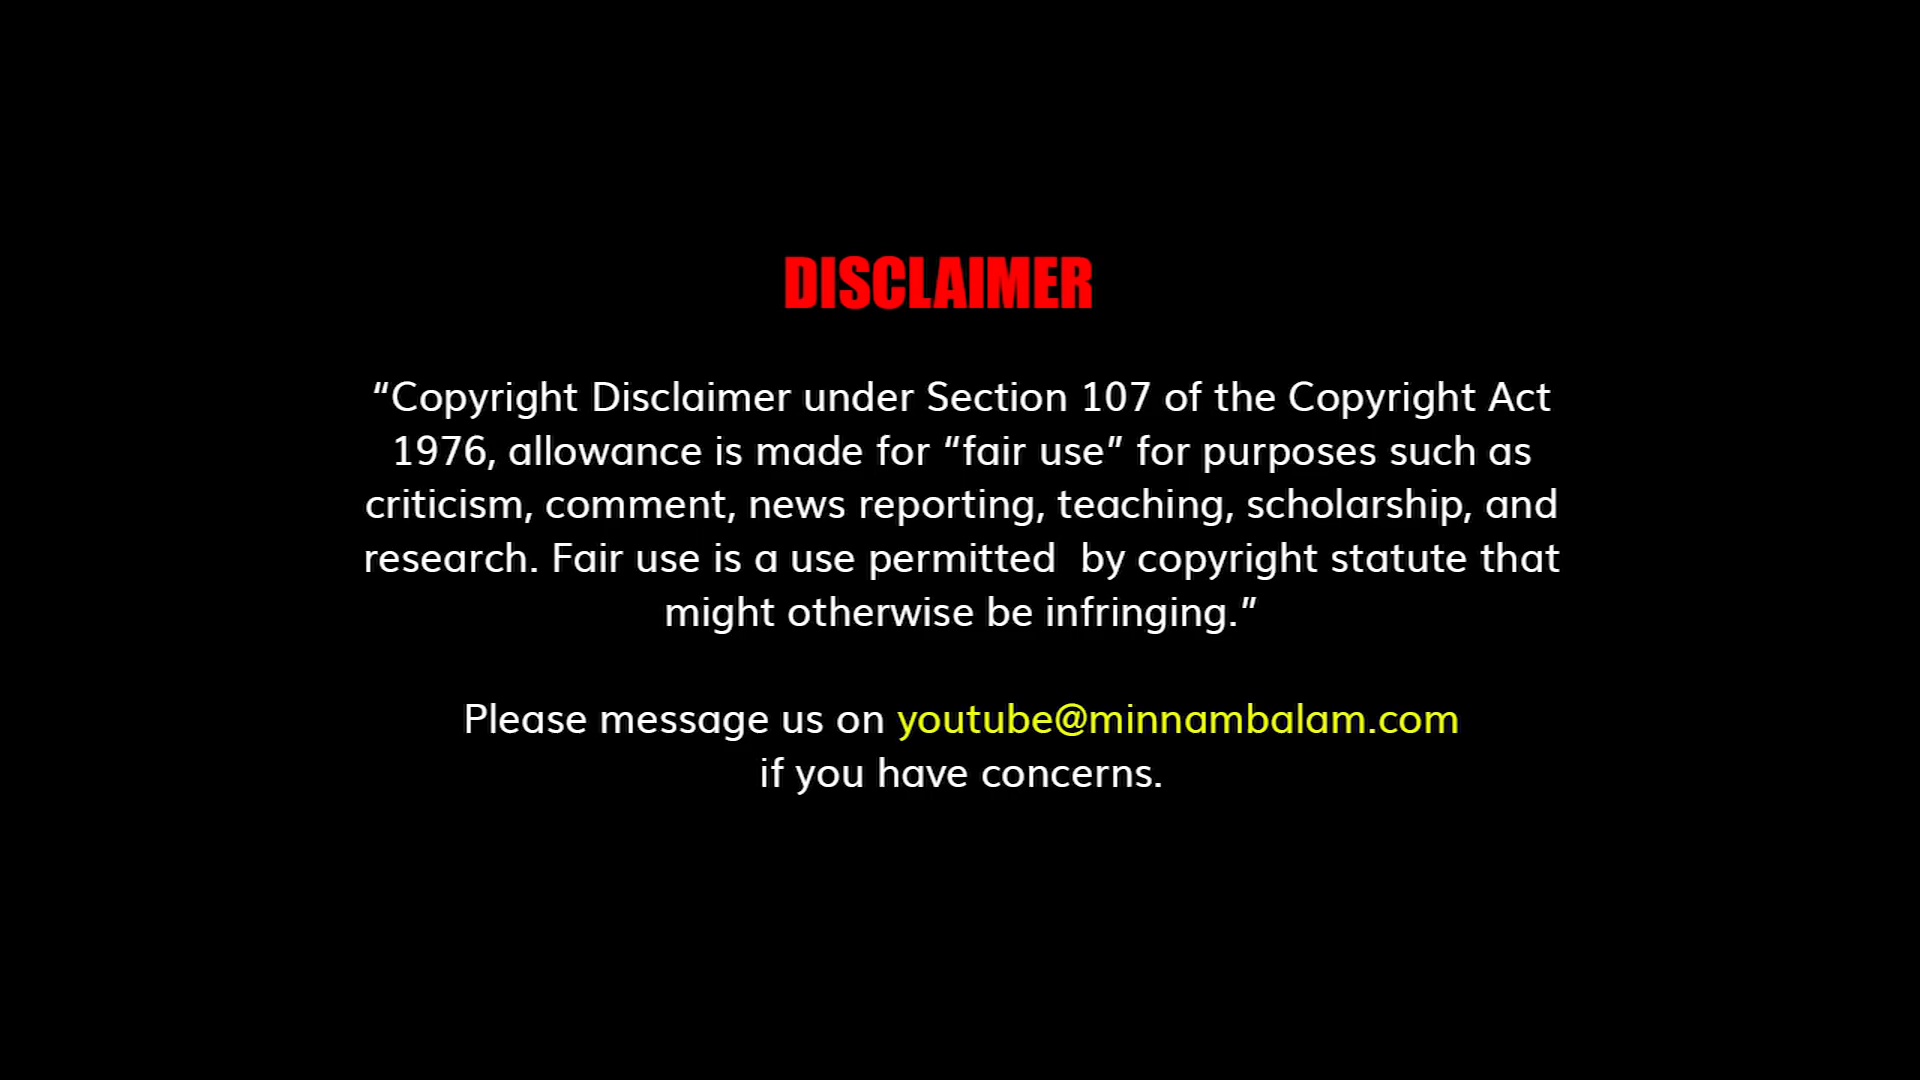 DISCLAIMER
“Copyright Disclaimer under Section 107 of the Copyright Act
1976, allowance is made for “fair use” for purposes such as
criticism, comment, news reporting, teaching, scholarship, and
research. Fair use is a use permitted  by copyright statute that
might otherwise be infringing.”
Please message us on youtube@minnambalam.com
if you have concerns.